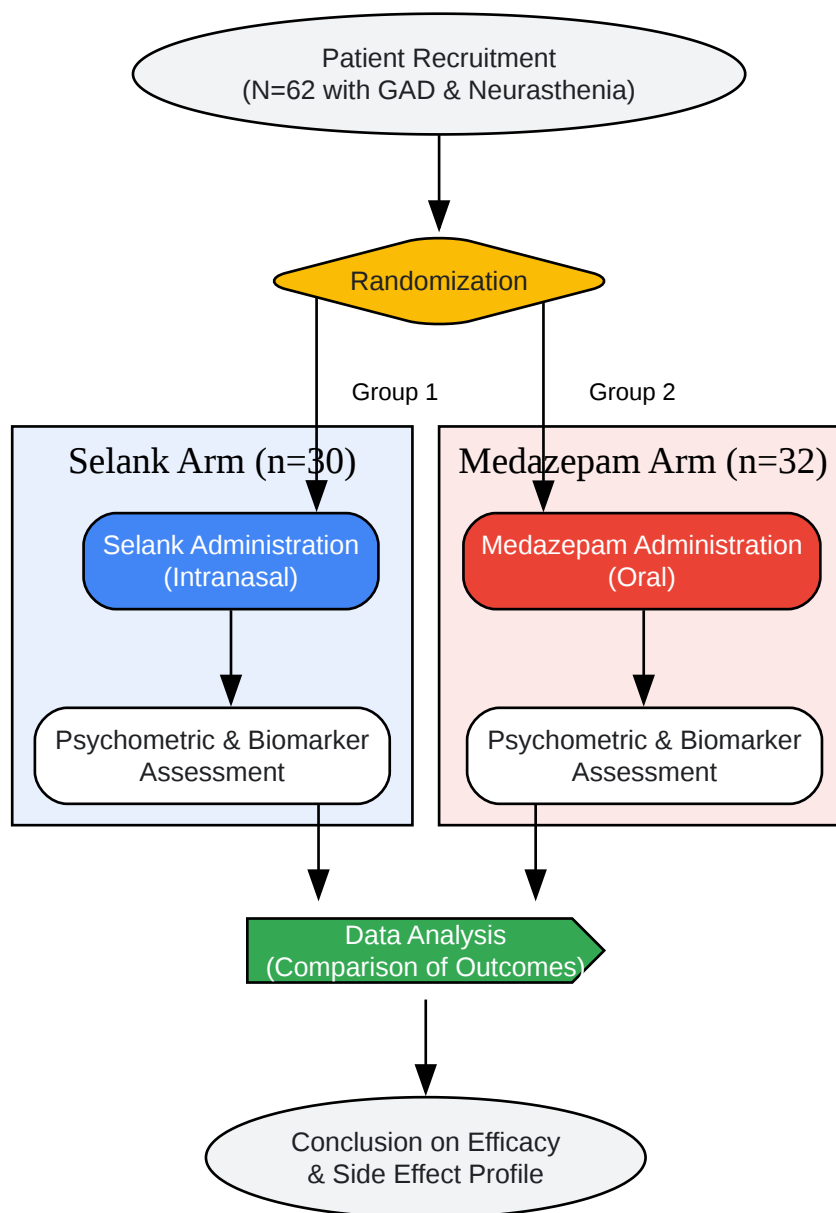 Patient Recruitment
(N=62 with GAD & Neurasthenia)
Randomization
Group 1
Group 2
Selank Arm (n=30)
Medazepam Arm (n=32)
Selank Administration
(Intranasal)
Medazepam Administration
(Oral)
Psychometric & Biomarker
Assessment
Psychometric & Biomarker
Assessment
Data Analysis
(Comparison of Outcomes)
Conclusion on Efficacy
& Side Effect Profile